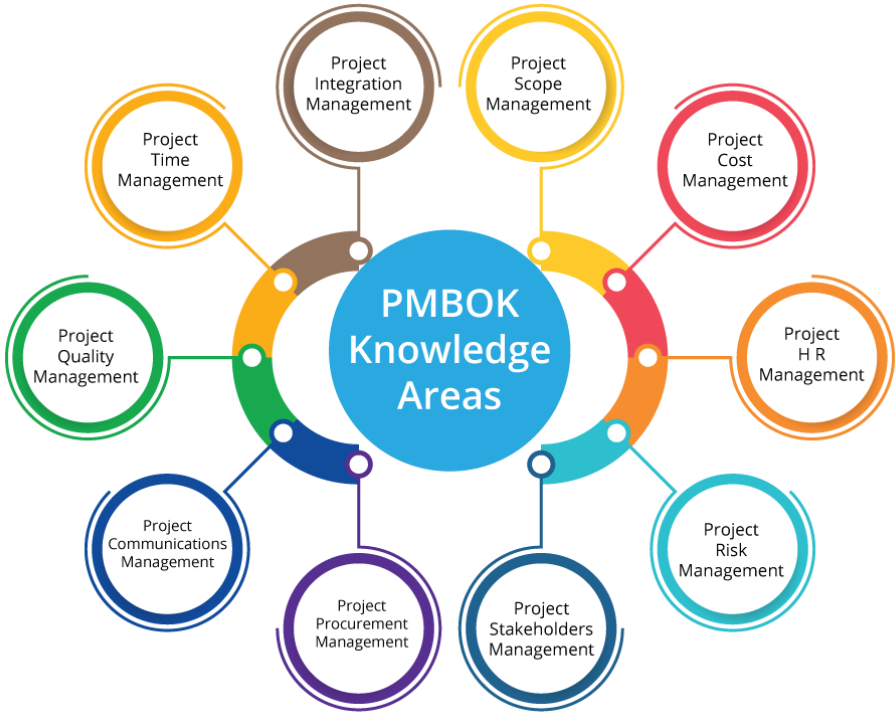 Project
Integration
Management
Project
Scope
Management
Project
Time
Management
Project
Cost
Management
PMBOK
Knowledge
Areas
Project
Quality
Management
Project
H R
Management
Project
Communications
Management
Project
Risk
Management
Project
Procurement
Management
Project
Stakeholders
Management